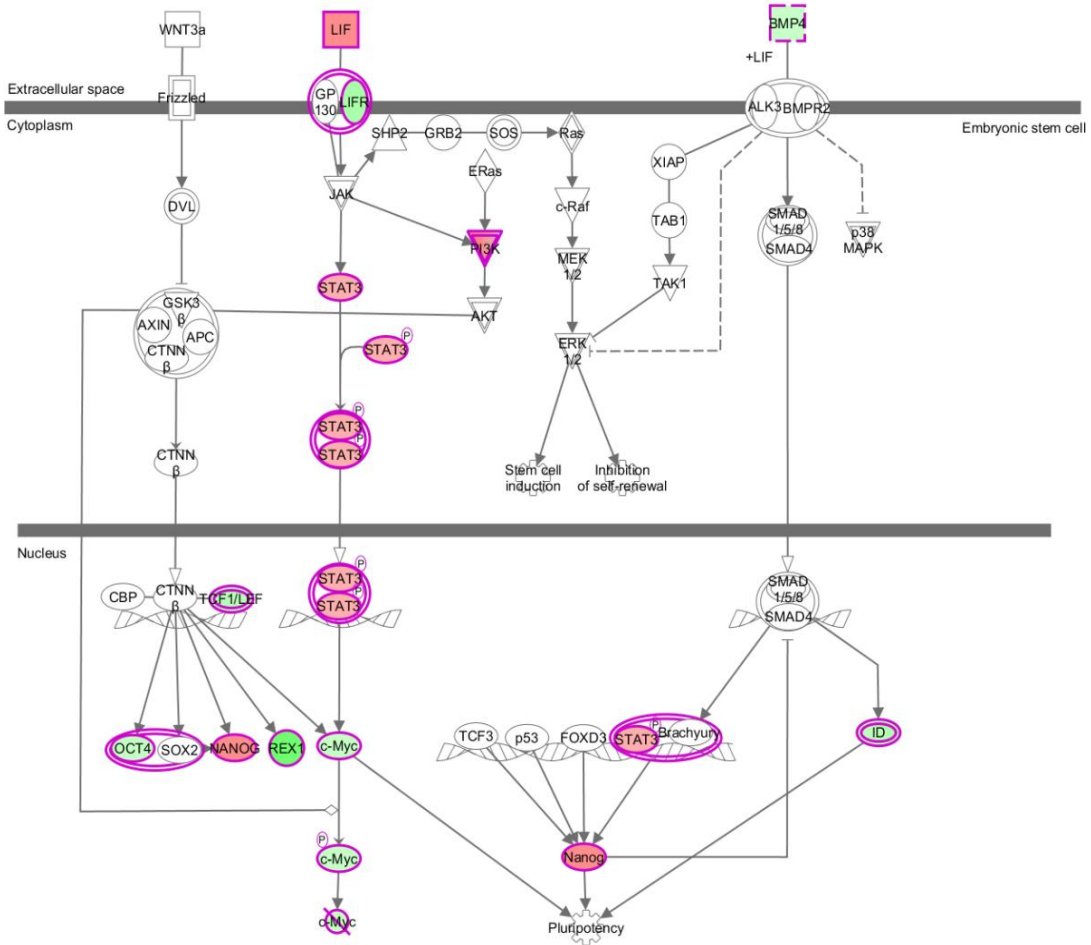 WNT3a
LIF
BMP4
+LIF
Extracellular space
Frizzled
GP
130
LIFR
ALK3
BMPR2
Cytoplasm
Embryonic stem cell
SHP2
GRB2
SOS
Ras
ERas
XIAP
JAK
DVL
c-Raf
TAB1
SMAD
1/5/8
SMAD4
p38
MAPK
PI3K
MEK
1/2
TAK1
STAT3
GSK3
β
AXIN
APC
CTNN
β
AKT
P
STAT3
ERK
1/2
P
STAT3
P
STAT3
CTNN
β
Stem cell
induction
Inhibition
of self-renewal
Nucleus
P
STAT3
P
STAT3
CBP
CTNN
β
TCF1/LEF
SMAD
1/5/8
SMAD4
OCT4
SOX2
NANOG
REX1
c-Myc
TCF3
p53
FOXD3
P
STAT3
Brachyury
ID
P
c-Myc
Nanog
c-Myc
Pluripotency